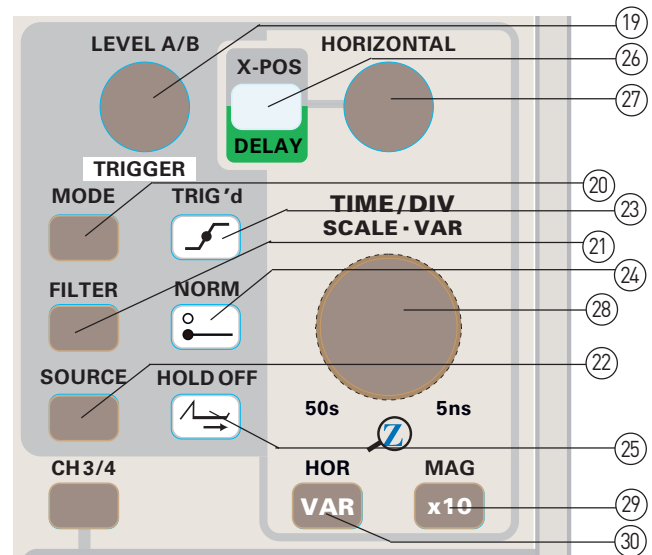 LEVEL A/B
HORIZONTAL
19
X-POS
26
27
DELAY
TRIGGER
MODE
TRIG'd
20
TIME/DIV
23
SCALE · VAR
21
FILTER
NORM
24
28
SOURCE
HOLD OFF
22
50s
5ns
Z
25
CH 3/4
HOR
MAG
VAR
x10
29
30